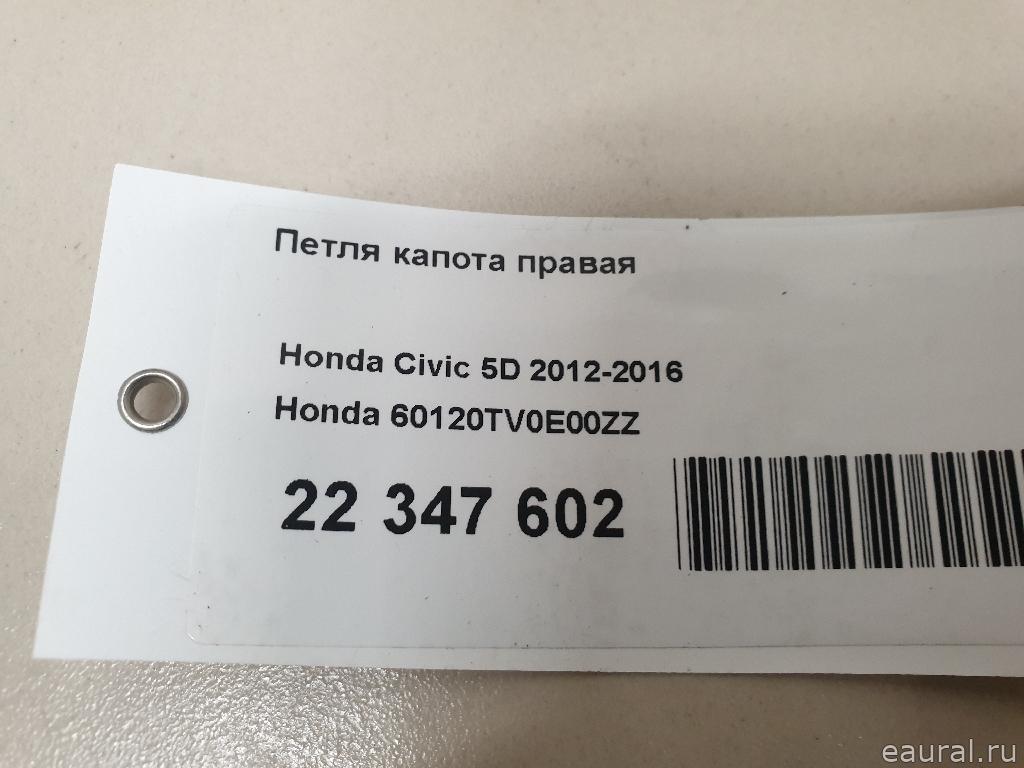 Петля капота правая
Honda Civic 5D 2012-2016
Honda 60120TV0E00ZZ
22 347 602
eaural.ru